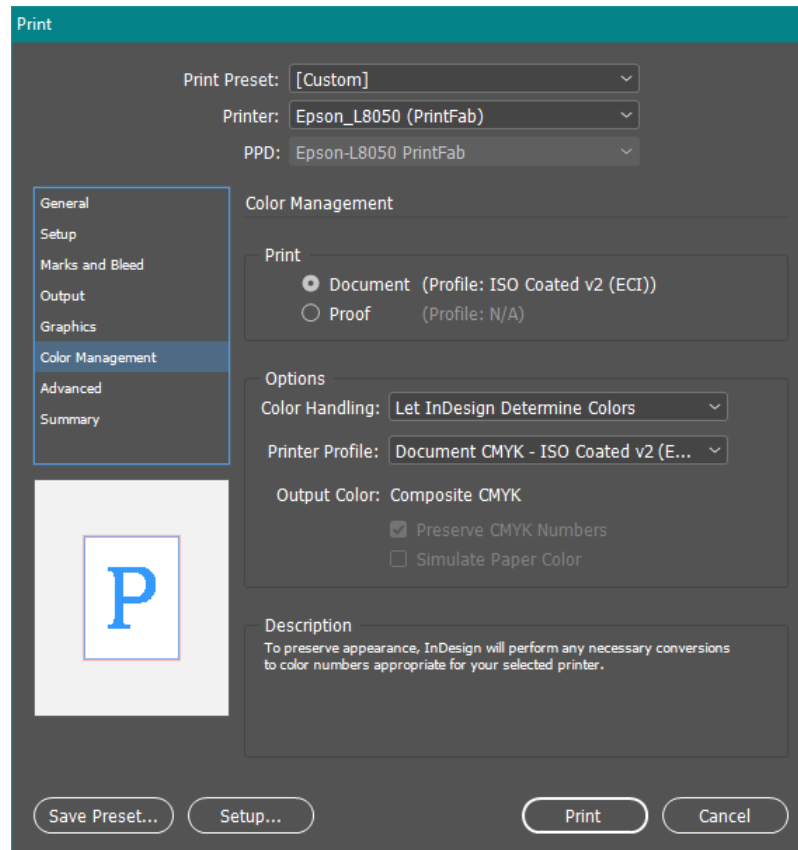 Print
Print Preset: [Custom]
Printer: Epson_L8050 (PrintFab)
PPD: Epson-L8050 PrintFab
General
Setup
Marks and Bleed
Output
Graphics
Color Management
Advanced
Summary
Color Management
Print
Document (Profile: ISO Coated v2 (ECI))
Proof (Profile: N/A)
Options
Color Handling: Let InDesign Determine Colors
Printer Profile: Document CMYK - ISO Coated v2 (E...
Output Color: Composite CMYK
Preserve CMYK Numbers
Simulate Paper Color
P
Description
To preserve appearance, InDesign will perform any necessary conversions
to color numbers appropriate for your selected printer.
Save Preset... Setup... Print Cancel